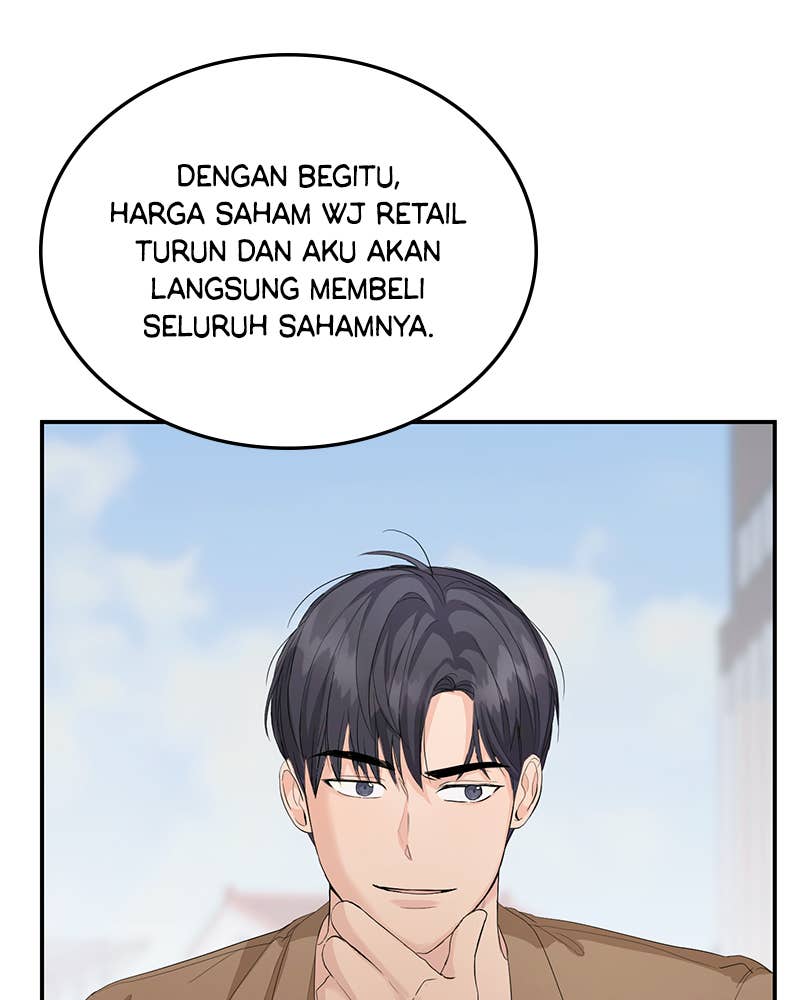 DENGAN BEGITU,
HARGA SAHAM WJ RETAIL
TURUN DAN AKU AKAN
LANGSUNG MEMBELI
SELURUH SAHAMNYA.